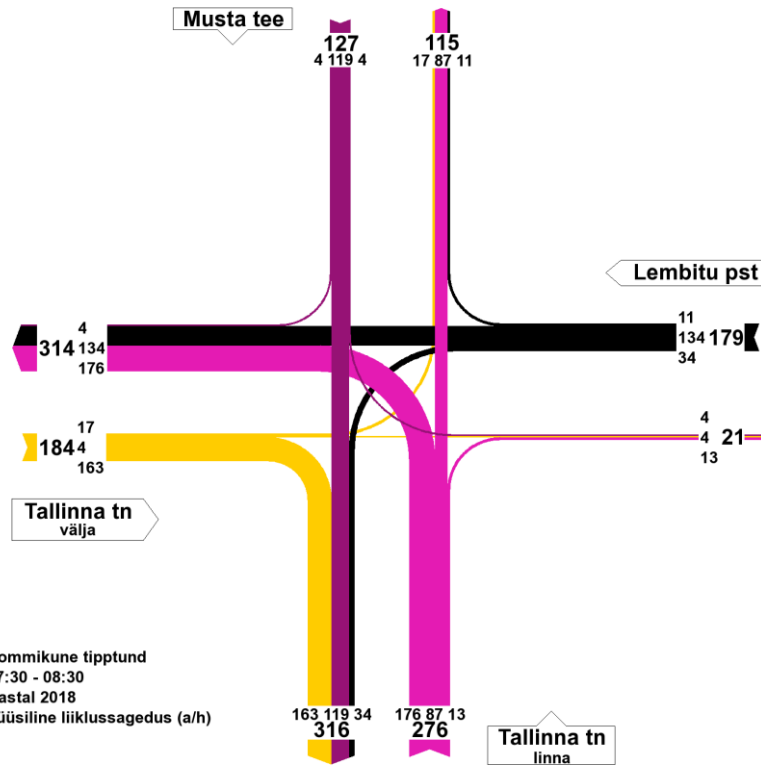 Musta tee
127
4 119 4
115
17 87 11
Lembitu pst
11
134 179
34
4
314 134
176
17
184 4
163
4
4 21
13
Tallinna tn
välja
ommikune tipptund
7:30 - 08:30
astal 2018
üüsiline liiklussagedus (a/h)
163 119 34
316
176 87 13
276
Tallinna tn
linna